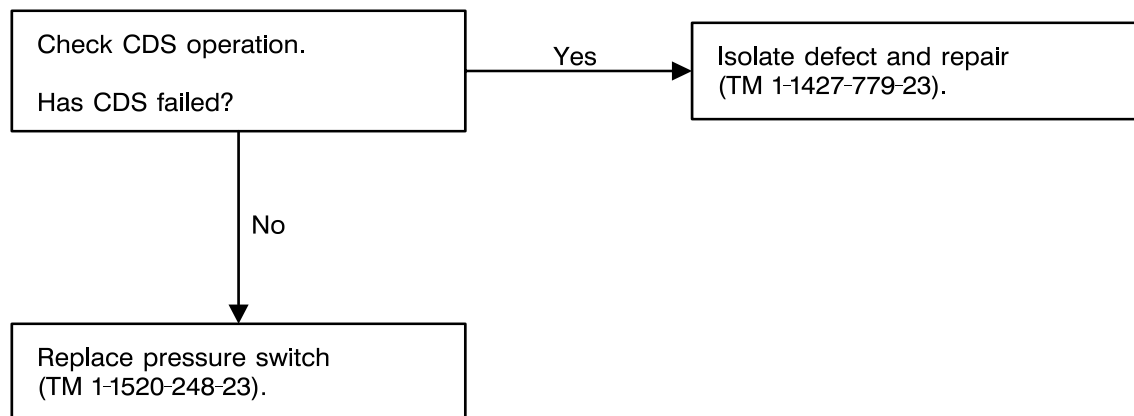 Check CDS operation.
Has CDS failed?
Yes
Isolate defect and repair
(TM 1-1427-779-23).
No
Replace pressure switch
(TM 1-1520-248-23).